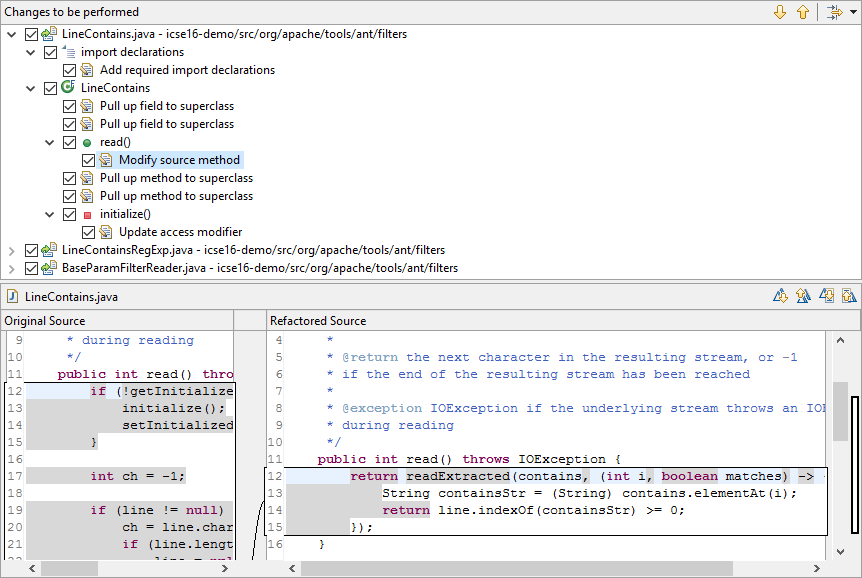 Changes to be performed
LineContains.java - icse16-demo/src/org/apache/tools/ant/filters
import declarations
Add required import declarations
LineContains
Pull up field to superclass
Pull up field to superclass
read()
Modify source method
Pull up method to superclass
Pull up method to superclass
initialize()
Update access modifier
LineContainsRegExp.java - icse16-demo/src/org/apache/tools/ant/filters
BaseParamFilterReader.java - icse16-demo/src/org/apache/tools/ant/filters
LineContains.java
Original Source
9 * during reading
10 */
11 public int read() thro
12 if (!getInitialize
13 initialize();
14 setInitialized
15 }
16
17 int ch = -1;
18
19 if (line != null)
20 ch = line.char
21 if (line.lengt
Refactored Source
4 *
5 * @return the next character in the resulting stream, or -1
6 * if the end of the resulting stream has been reached
7 *
8 * @exception IOException if the underlying stream throws an IOE
9 * during reading
10 */
11 public int read() throws IOException {
12 return readExtracted(contains, (int i, boolean matches) ->
13 String containsStr = (String) contains.elementAt(i);
14 return line.indexOf(containsStr) >= 0;
15 });
16 }